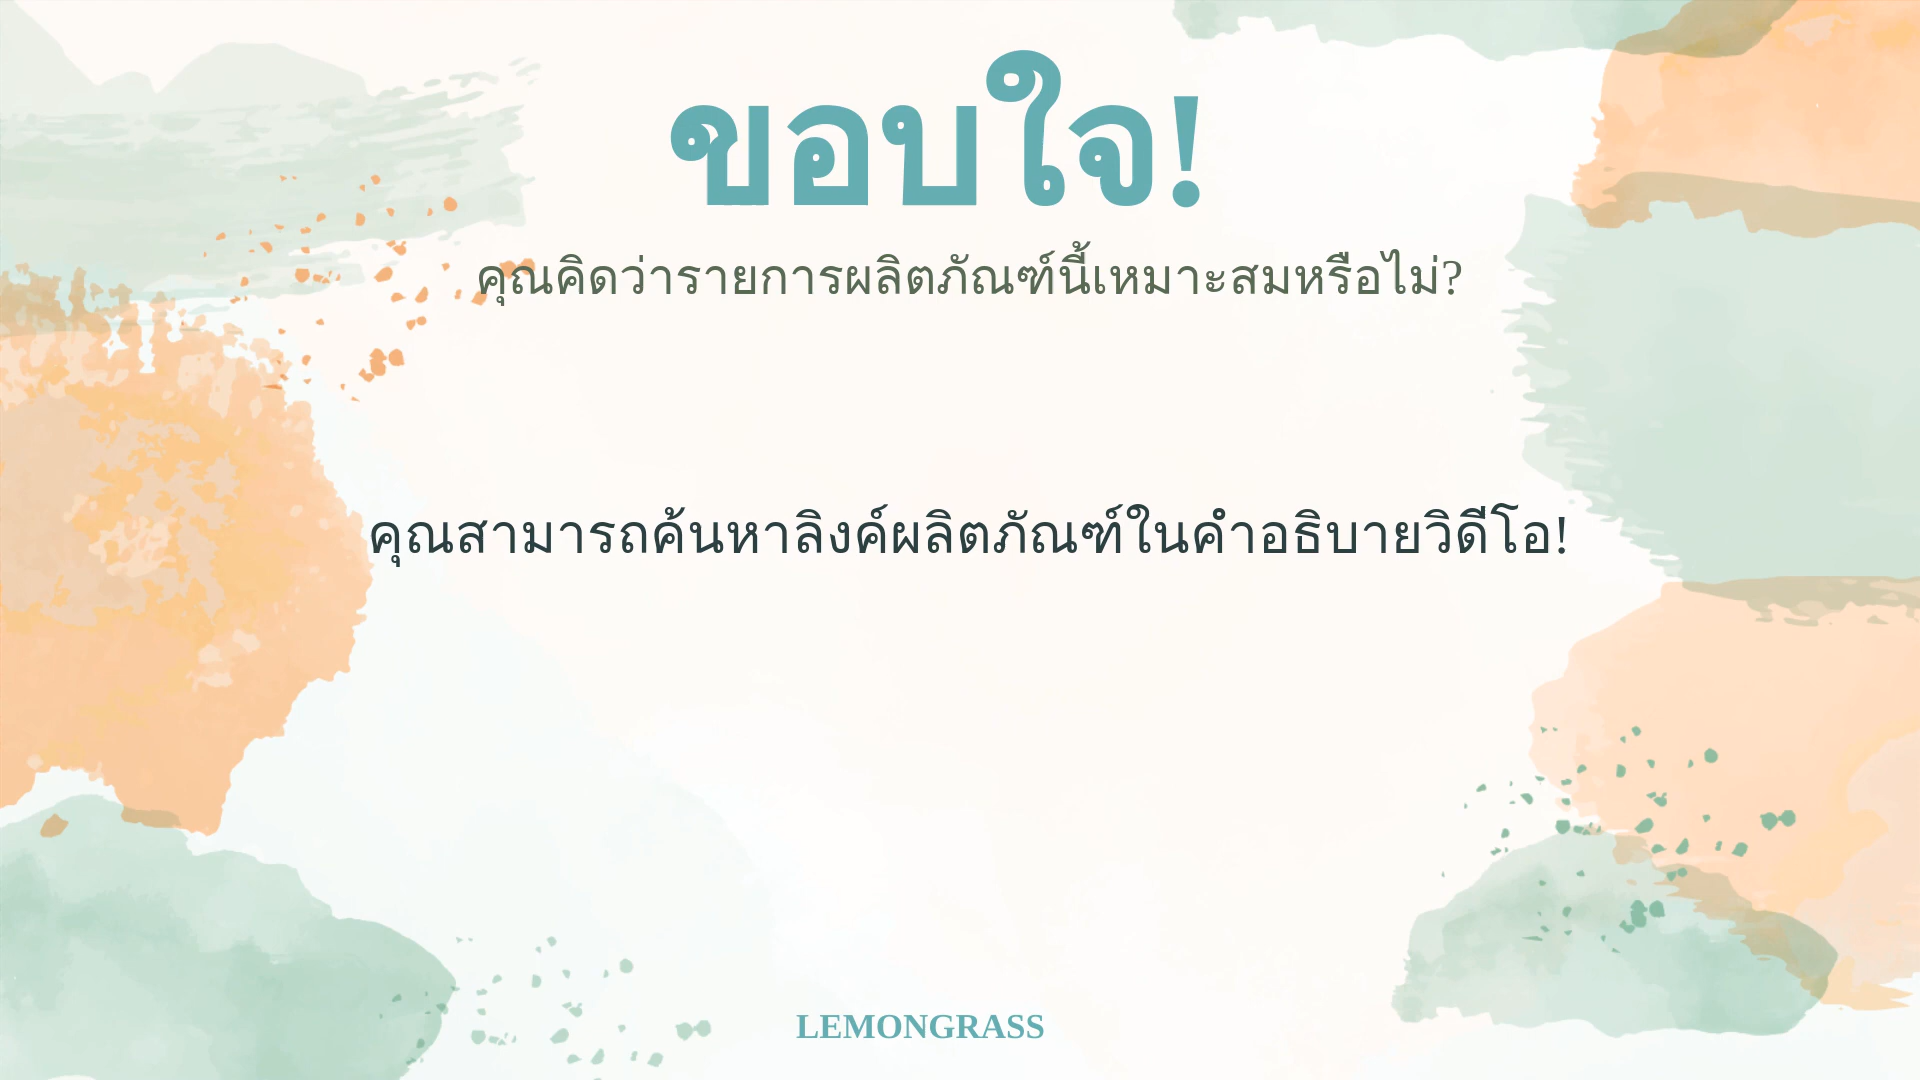 ขอบใจ!
คุณคิดว่ารายการผลิตภัณฑ์นี้เหมาะสมหรือไม่?
คุณสามารถค้นหาลิงค์ผลิตภัณฑ์ในคำอธิบายวิดีโอ!
LEMONGRASS